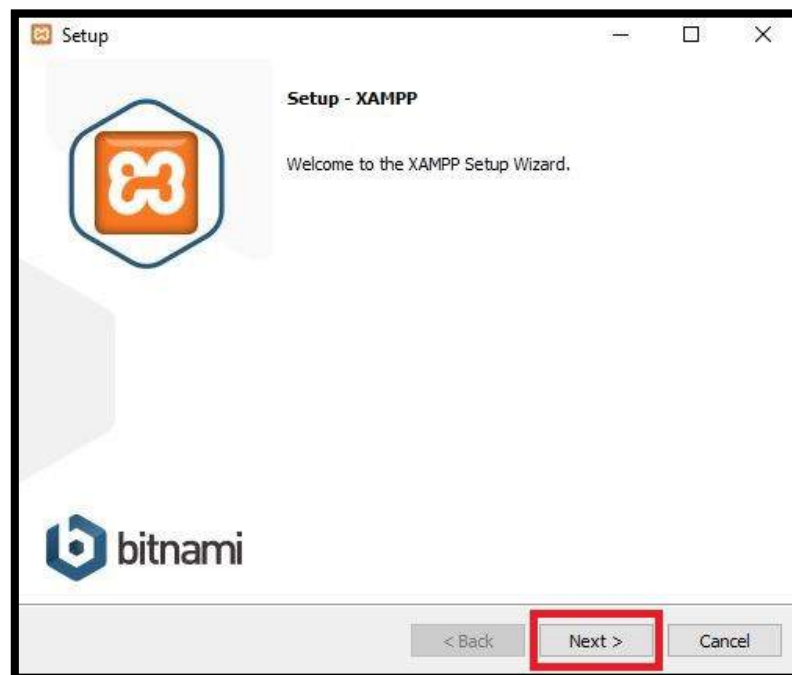 Setup
Setup - XAMPP
Welcome to the XAMPP Setup Wizard.
bitnami
< Back Next > Cancel